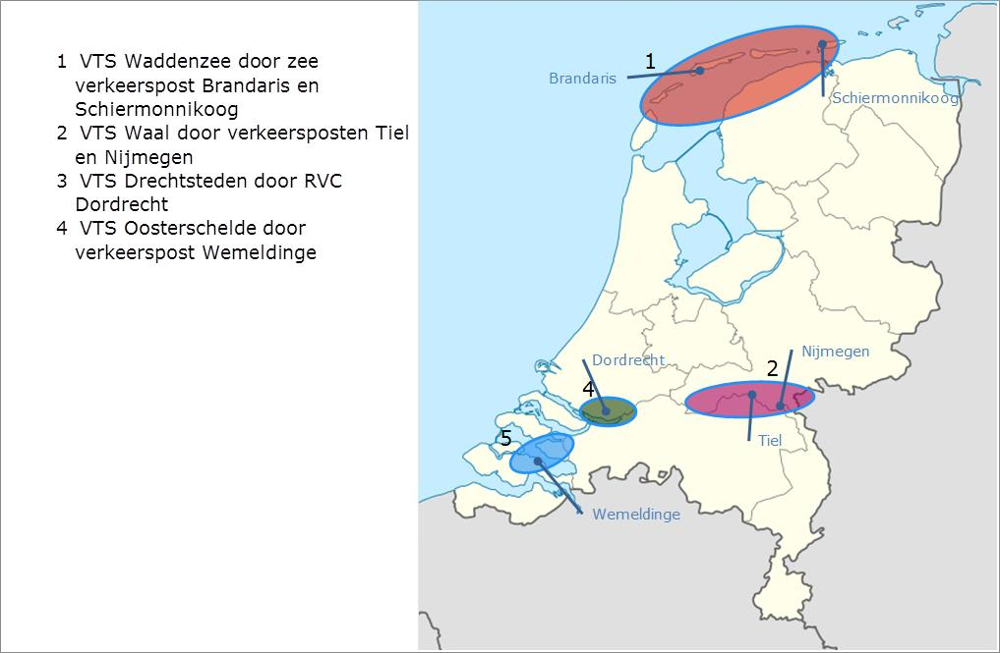 1 VTS Waddenzee door zee
verkeerspost Brandaris en
Schiermonnikoog
2 VTS Waal door verkeersposten Tiel
en Nijmegen
3 VTS Drechtsteden door RVC
Dordrecht
4 VTS Oosterschelde door
verkeerspost Wemeldinge
1
Brandaris
Schiermonnikoog
Nijmegen
Dordrecht
2
4
5
Tiel
Wemeldinge